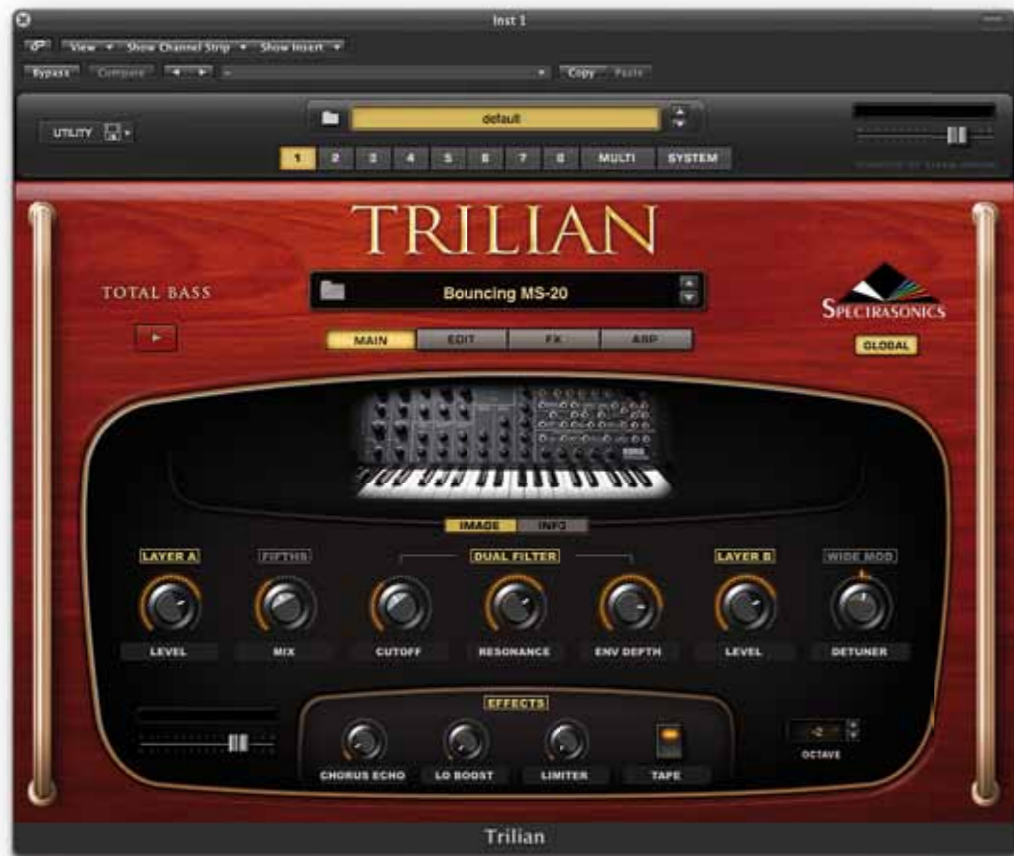 Inst 1
View Show Channel Strip Show Insert
Bypass Compare Copy Paste
default
UTILITY
1 2 3 4 5 6 7 8 MULTI SYSTEM
TRILIAN
TOTAL BASS
Bouncing MS-20
SPECTRASONICS
MAIN EDIT FX ARP
GLOBAL
KORG
IMAGE INFO
LAYER A FIFTHS DUAL FILTER LAYER B WIDE MOD
LEVEL MIX CUTOFF RESONANCE ENV DEPTH LEVEL DETUNER
EFFECTS
-2
OCTAVE
CHORUS ECHO LO BOOST LIMITER TAPE
Trilian